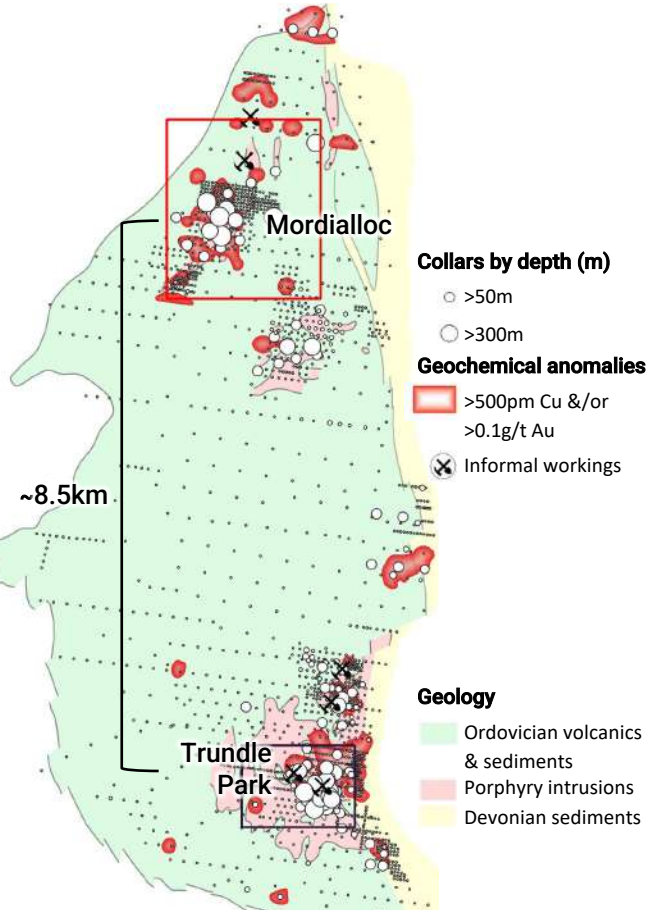 Mordialloc
Collars by depth (m)
>50m
>300m
Geochemical anomalies
>500pm Cu &/or
>0.1g/t Au
Informal workings
~8.5km
Trundle
Park
Geology
Ordovician volcanics
& sediments
Porphyry intrusions
Devonian sediments